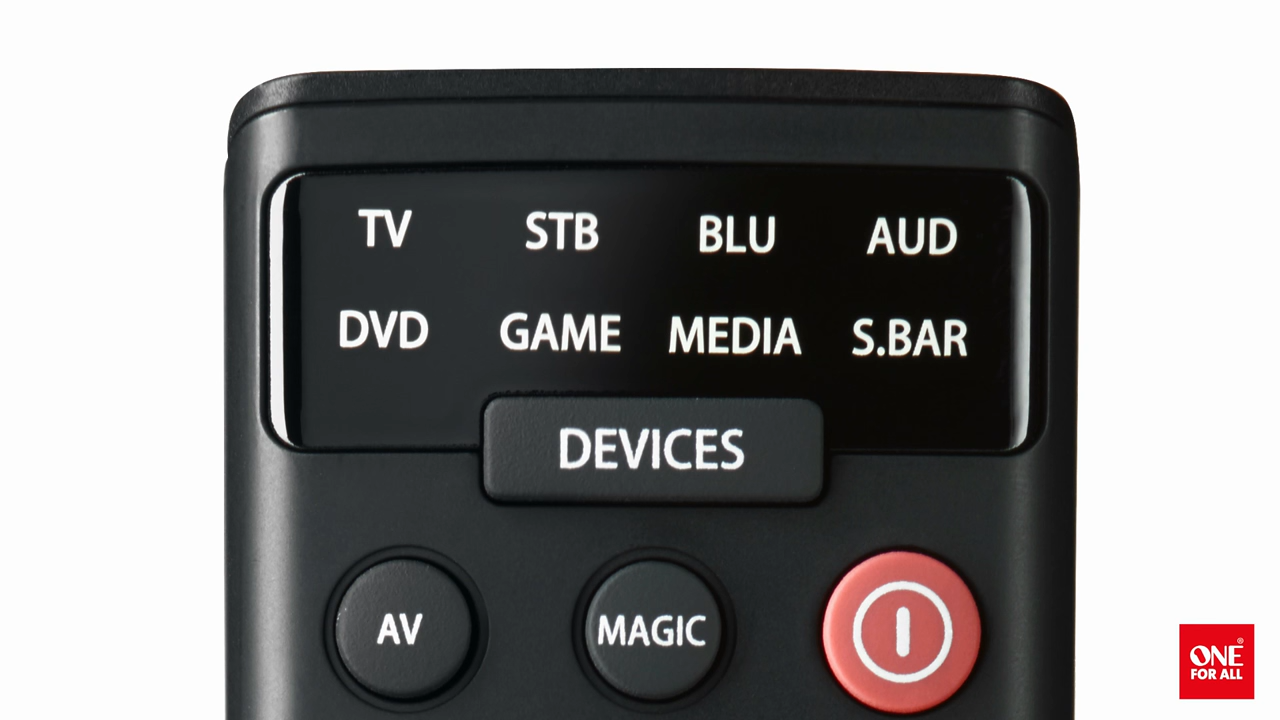 TV STB BLU AUD
DVD GAME MEDIA S.BAR
DEVICES
AV MAGIC
ONE®
FOR ALL